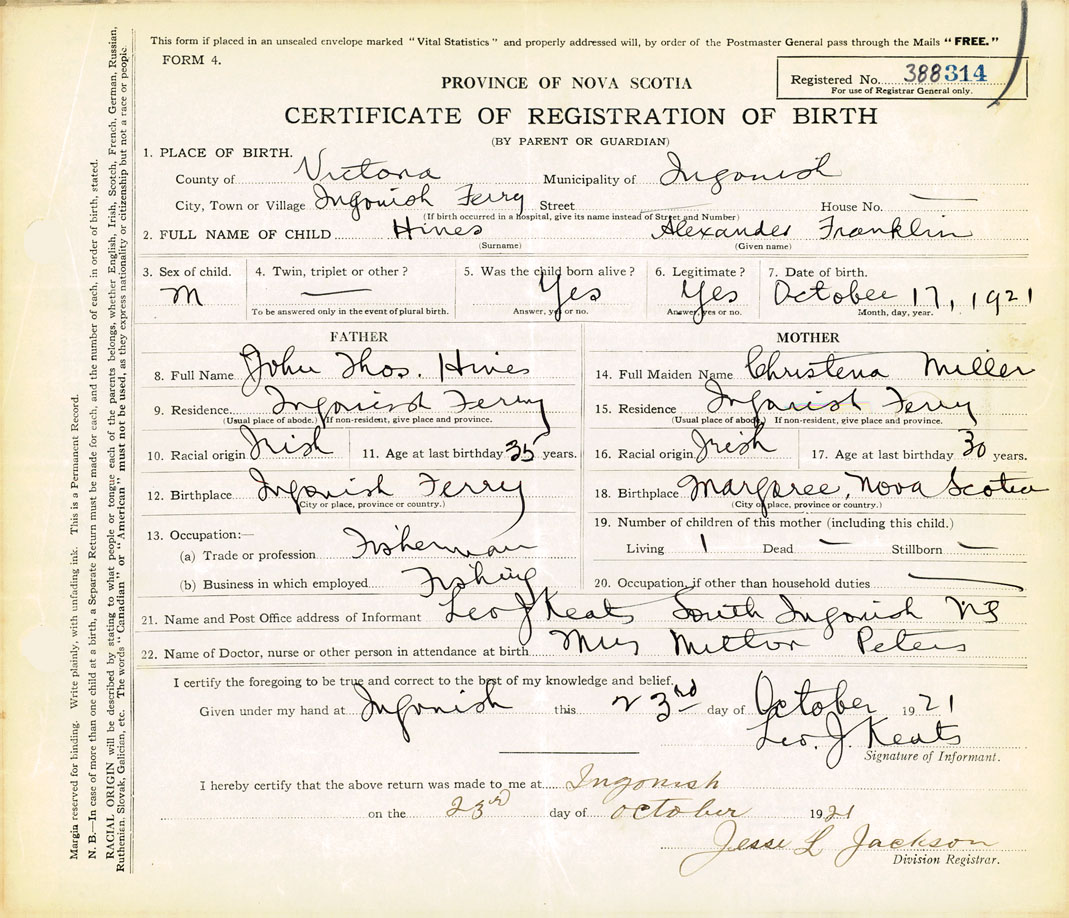 This form if placed in an unsealed envelope marked "Vital Statistics" and properly addressed will, by order of the Postmaster General pass through the Mails "FREE."
FORM 4.
Registered No. 388314
For use of Registrar General only.
PROVINCE OF NOVA SCOTIA
CERTIFICATE OF REGISTRATION OF BIRTH
(BY PARENT OR GUARDIAN)
1. PLACE OF BIRTH.
County of Victoria Municipality of Ingonish
City, Town or Village Ingonish Ferry Street House No. —
(If birth occurred in a hospital, give its name instead of Street and Number)
2. FULL NAME OF CHILD Hines Alexander Franklin
(Surname) (Given name)
3. Sex of child. 4. Twin, triplet or other? 5. Was the child born alive? 6. Legitimate? 7. Date of birth.
M — Yes Yes October 17, 1921
To be answered only in the event of plural birth. Answer, yes or no. Answer, yes or no. Month, day, year.
FATHER
8. Full Name John Thos. Hines
9. Residence. Ingonish Ferry
(Usual place of abode.) If non-resident, give place and province.
10. Racial origin Irish 11. Age at last birthday 35 years.
12. Birthplace Ingonish Ferry
(City or place, province or country.)
13. Occupation:—
(a) Trade or profession Fisherman
(b) Business in which employed Fishing
MOTHER
14. Full Maiden Name Christena Miller
15. Residence Ingonish Ferry
(Usual place of abode.) If non-resident, give place and province.
16. Racial origin Irish 17. Age at last birthday 30 years.
18. Birthplace Margaree, Nova Scotia
(City or place, province or country.)
19. Number of children of this mother (including this child.)
Living 1 Dead — Stillborn —
20. Occupation, if other than household duties —
21. Name and Post Office address of Informant Leo J Keats South Ingonish NS
22. Name of Doctor, nurse or other person in attendance at birth Mrs Peters
I certify the foregoing to be true and correct to the best of my knowledge and belief.
Given under my hand at Ingonish this 23rd day of October 1921
Leo. J. Keats
Signature of Informant.
I hereby certify that the above return was made to me at Ingonish
on the 23rd day of October 1921
Jesse L Jackson
Division Registrar.
Margin reserved for binding. Write plainly, with unfading ink. This is a Permanent Record.
N. B.—In case of more than one child at a birth, a Separate Return must be made for each, and the number of each, in order of birth, stated.
RACIAL ORIGIN will be described by stating to what people or tongue each of the parents belongs, whether English, Irish, Scotch, French, German, Russian,
Ruthenian, Slovak, Galician, etc. The words "Canadian" or "American" must not be used, as they express nationality or citizenship but not a race or people.